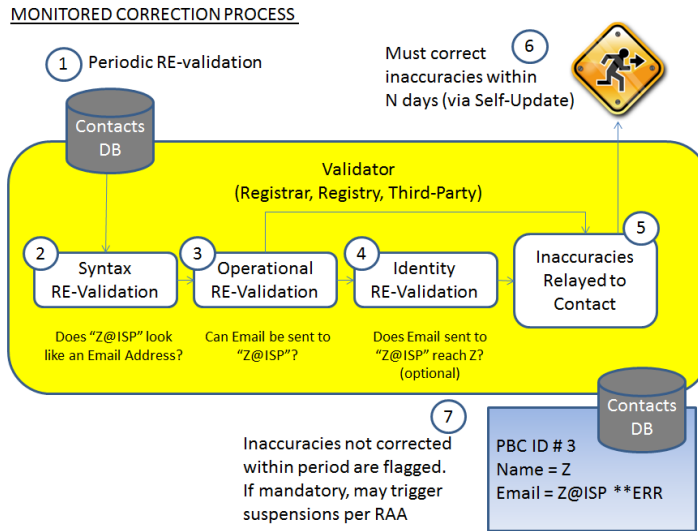 MONITORED CORRECTION PROCESS
1
Periodic RE-validation
Contacts
DB
Must correct
inaccuracies within
N days (via Self-Update)
6
Validator
(Registrar, Registry, Third-Party)
2
Syntax
RE-Validation
Does “Z@ISP” look
like an Email Address?
3
Operational
RE-Validation
Can Email be sent to
“Z@ISP”?
4
Identity
RE-Validation
Does Email sent to
“Z@ISP” reach Z?
(optional)
5
Inaccuracies
Relayed to
Contact
7
Inaccuracies not corrected
within period are flagged.
If mandatory, may trigger
suspensions per RAA
Contacts
DB
PBC ID # 3
Name = Z
Email = Z@ISP **ERR